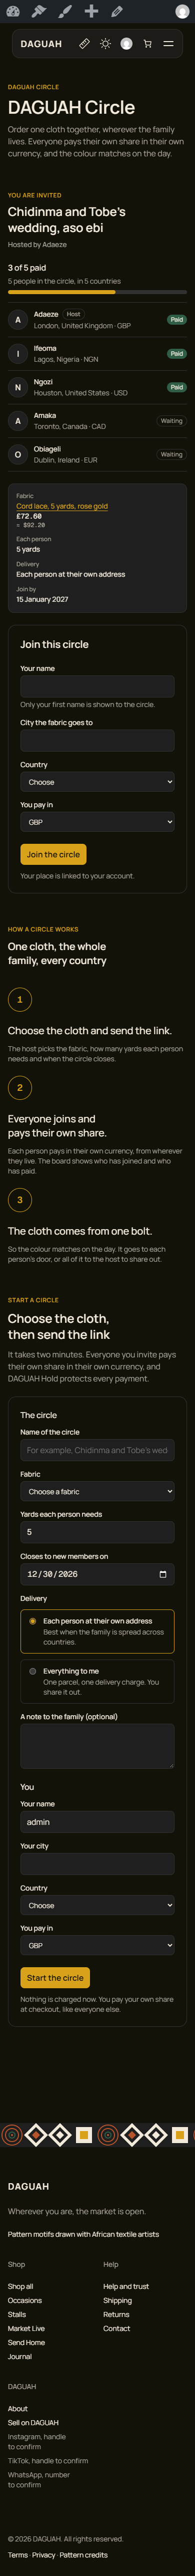 DAGUAH
DAGUAH CIRCLE
DAGUAH Circle
Order one cloth together, wherever the family
lives. Everyone pays their own share in their own
currency, and the colour matches on the day.
YOU ARE INVITED
Chidinma and Tobe's
wedding, aso ebi
Hosted by Adaeze
3 of 5 paid
5 people in the circle, in 5 countries
A
Adaeze Host
London, United Kingdom · GBP
Paid
I
Ifeoma
Lagos, Nigeria · NGN
Paid
N
Ngozi
Houston, United States · USD
Paid
A
Amaka
Toronto, Canada · CAD
Waiting
O
Obiageli
Dublin, Ireland · EUR
Waiting
Fabric
Cord lace, 5 yards, rose gold
£72.60
≈ $92.20
Each person
5 yards
Delivery
Each person at their own address
Join by
15 January 2027
Join this circle
Your name
Only your first name is shown to the circle.
City the fabric goes to
Country
Choose
You pay in
GBP
Join the circle
Your place is linked to your account.
HOW A CIRCLE WORKS
One cloth, the whole
family, every country
1
Choose the cloth and send the link.
The host picks the fabric, how many yards each person
needs and when the circle closes.
2
Everyone joins and
pays their own share.
Each person pays in their own currency, from wherever
they live. The board shows who has joined and who
has paid.
3
The cloth comes from one bolt.
So the colour matches on the day. It goes to each
person's door, or all of it to the host to share out.
START A CIRCLE
Choose the cloth,
then send the link
It takes two minutes. Everyone you invite pays
their own share in their own currency, and
DAGUAH Hold protects every payment.
The circle
Name of the circle
For example, Chidinma and Tobe's wed
Fabric
Choose a fabric
Yards each person needs
5
Closes to new members on
12/30/2026
Delivery
Each person at their own address
Best when the family is spread across
countries.
Everything to me
One parcel, one delivery charge. You
share it out.
A note to the family (optional)
You
Your name
admin
Your city
Country
Choose
You pay in
GBP
Start the circle
Nothing is charged now. You pay your own share
at checkout, like everyone else.
DAGUAH
Wherever you are, the market is open.
Pattern motifs drawn with African textile artists
Shop
Shop all
Occasions
Stalls
Market Live
Send Home
Journal
Help
Help and trust
Shipping
Returns
Contact
DAGUAH
About
Sell on DAGUAH
Instagram, handle
to confirm
TikTok, handle to confirm
WhatsApp, number
to confirm
© 2026 DAGUAH. All rights reserved.
Terms · Privacy · Pattern credits